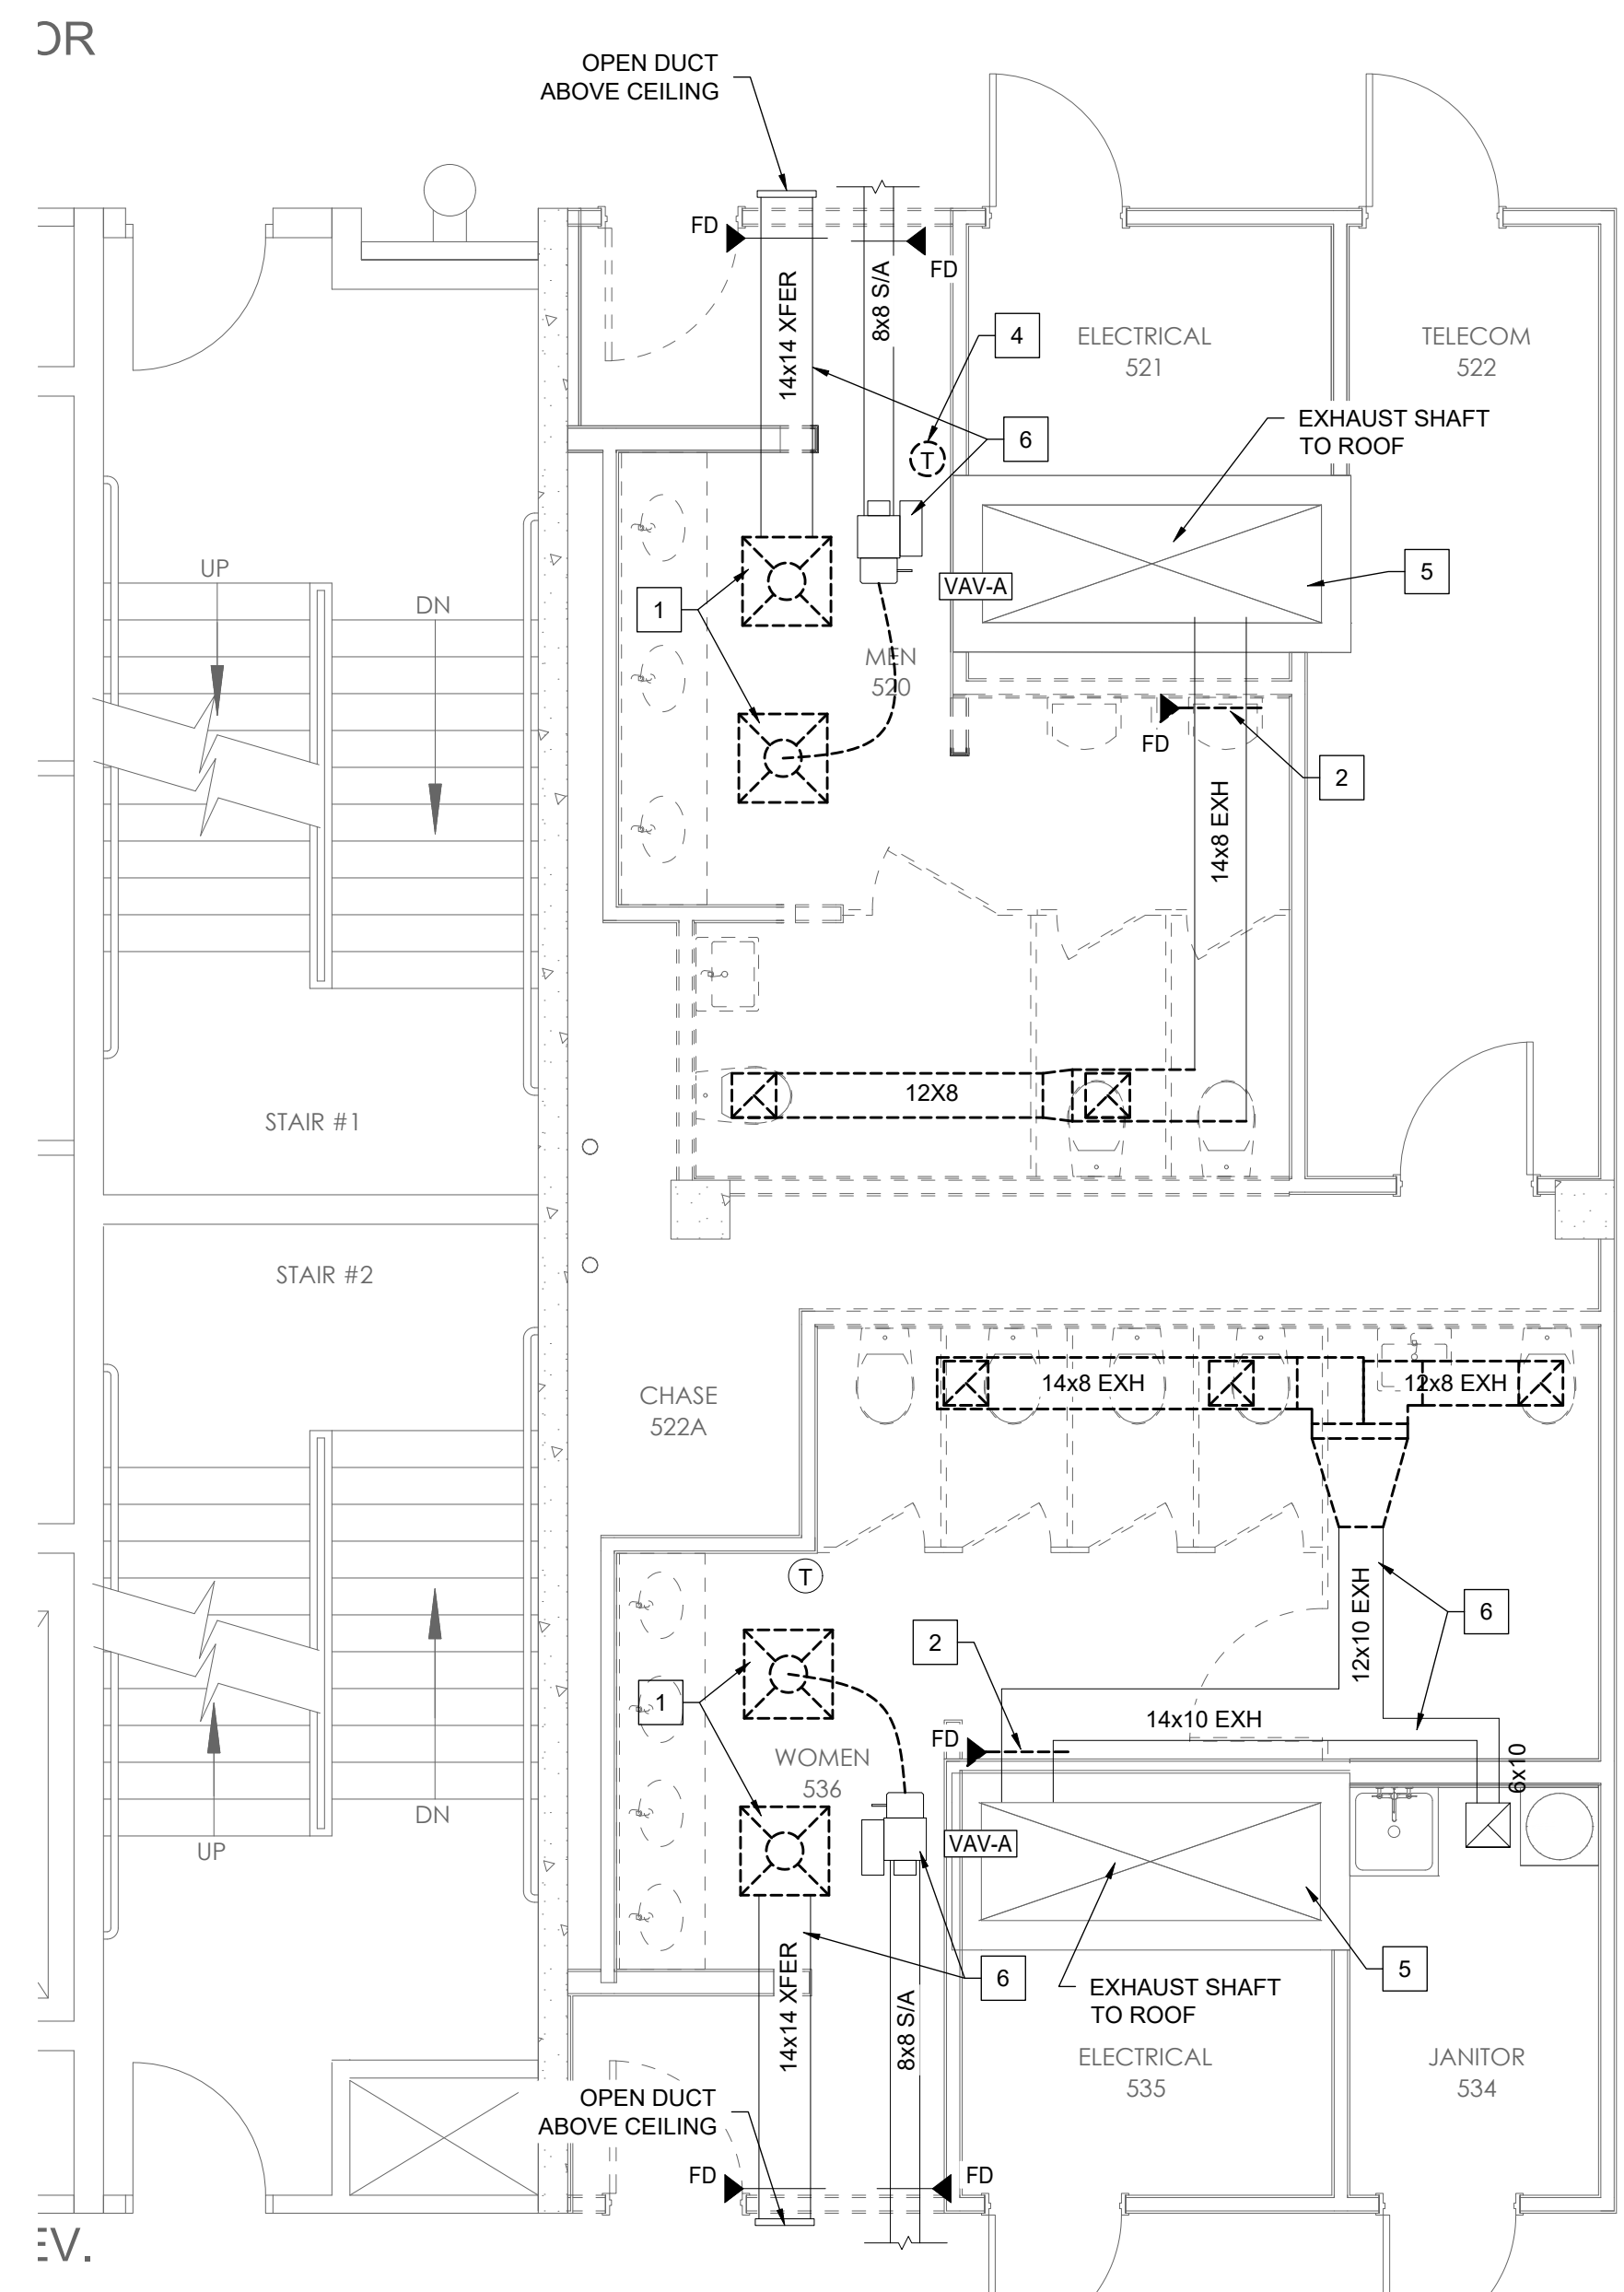 OR
OPEN DUCT
ABOVE CEILING
FD
FD
14x14 XFER
8x8 S/A
4
ELECTRICAL
521
TELECOM
522
EXHAUST SHAFT
TO ROOF
6
T
UP
DN
1
VAV-A
5
MEN
520
FD
2
14x8 EXH
12X8
STAIR #1
STAIR #2
CHASE
522A
14x8 EXH
12x8 EXH
T
12x10 EXH
6
2
1
14x10 EXH
FD
WOMEN
536
6x10
DN
UP
VAV-A
14x14 XFER
6
8x8 S/A
EXHAUST SHAFT
TO ROOF
5
ELECTRICAL
535
JANITOR
534
OPEN DUCT
ABOVE CEILING
FD
FD
EV.